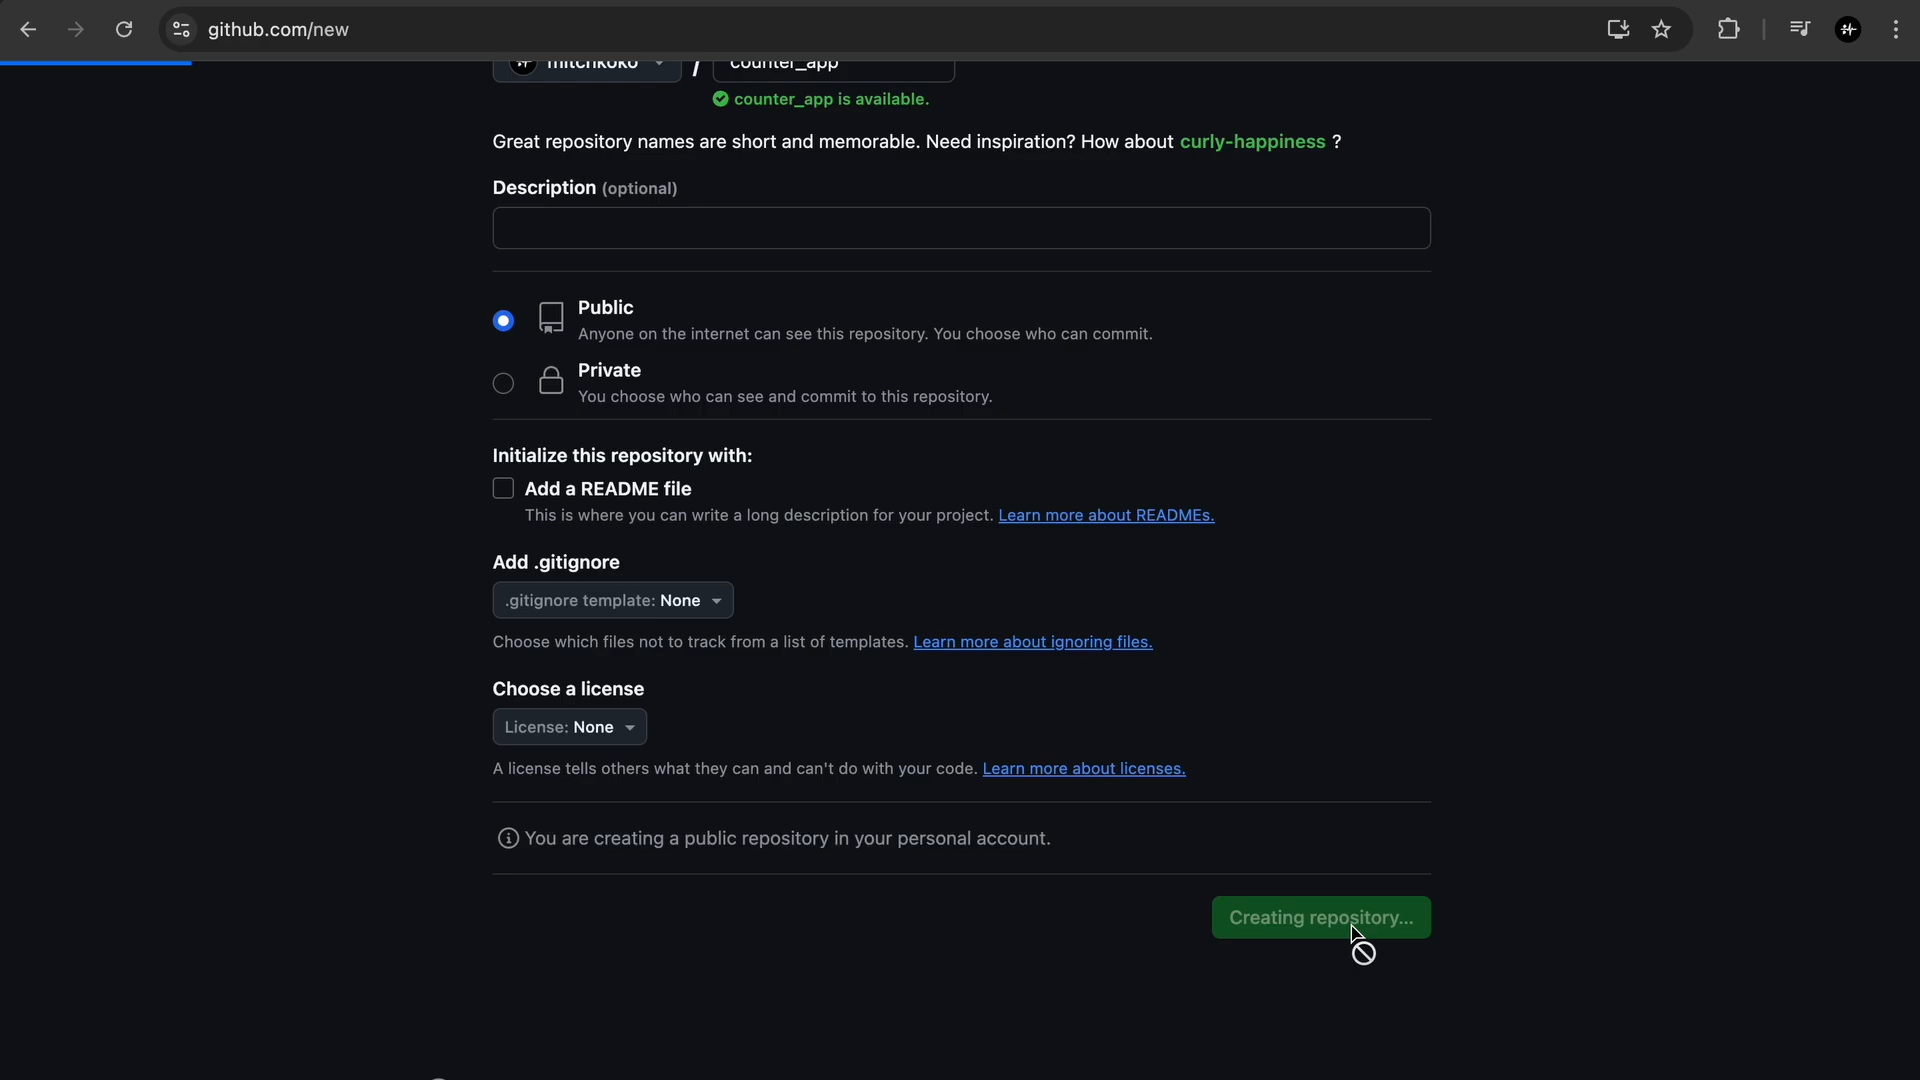 github.com/new
mitchkoko / counter_app
counter_app is available.
Great repository names are short and memorable. Need inspiration? How about curly-happiness ?
Description (optional)
Public
Anyone on the internet can see this repository. You choose who can commit.
Private
You choose who can see and commit to this repository.
Initialize this repository with:
Add a README file
This is where you can write a long description for your project. Learn more about READMEs.
Add .gitignore
.gitignore template: None
Choose which files not to track from a list of templates. Learn more about ignoring files.
Choose a license
License: None
A license tells others what they can and can't do with your code. Learn more about licenses.
You are creating a public repository in your personal account.
Creating repository...